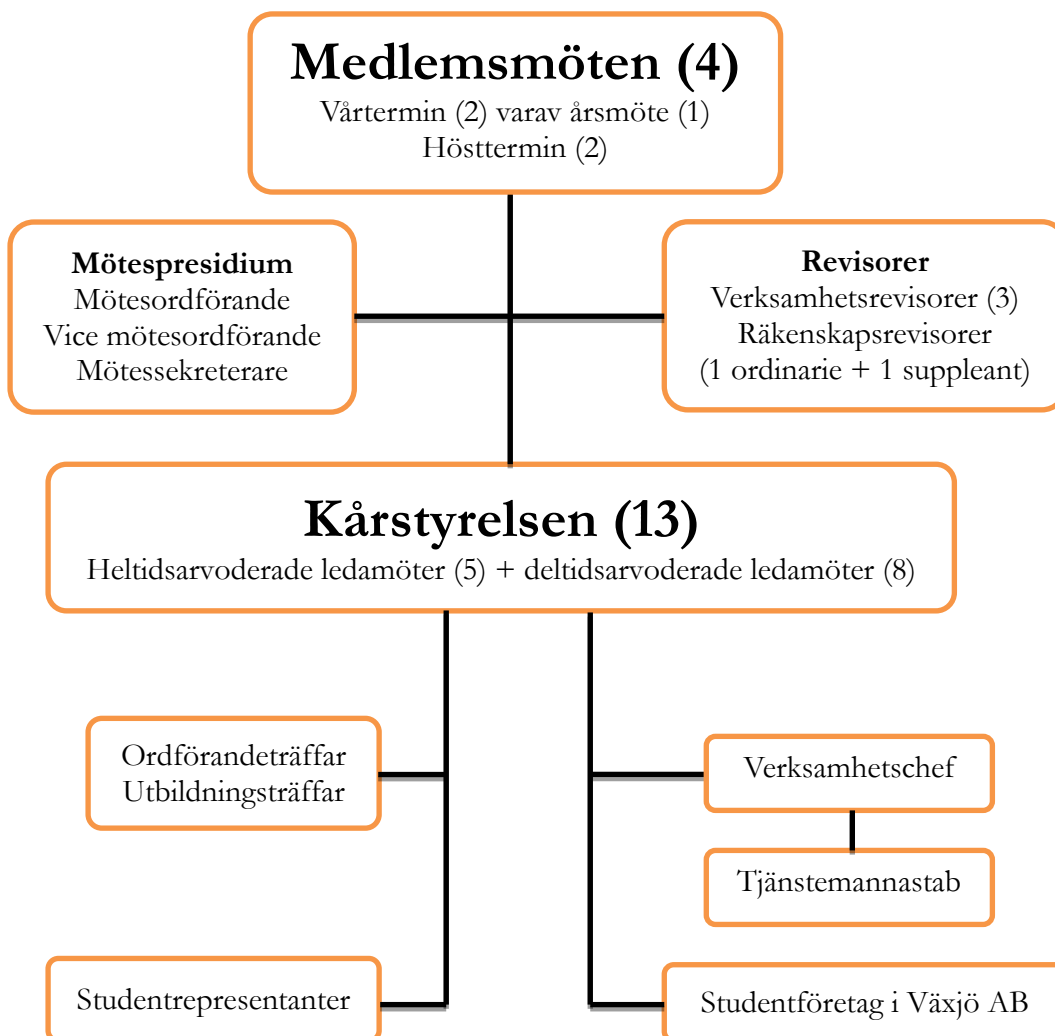 Medlemsmöten (4)
Vårtermin (2) varav årsmöte (1)
Hösttermin (2)
Mötespresidium
Mötesordförande
Vice mötesordförande
Mötessekreterare
Revisorer
Verksamhetsrevisorer (3)
Räkenskapsrevisorer
(1 ordinarie + 1 suppleant)
Kårstyrelsen (13)
Heltidsarvoderade ledamöter (5) + deltidsarvoderade ledamöter (8)
Ordförandeträffar
Utbildningsträffar
Verksamhetschef
Tjänstemannastab
Studentrepresentanter
Studentföretag i Växjö AB